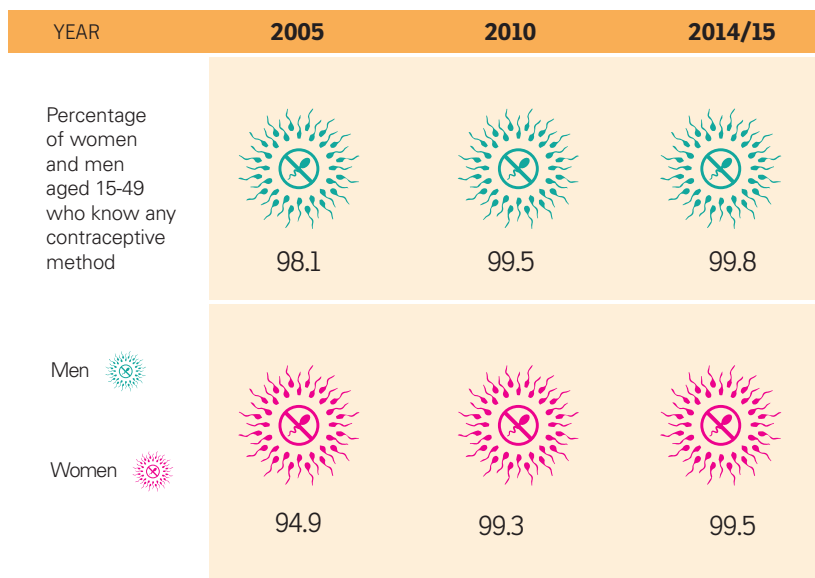 YEAR 2005 2010 2014/15
Percentage
of women
and men
aged 15-49
who know any
contraceptive
method
98.1 99.5 99.8
Men
Women
94.9 99.3 99.5